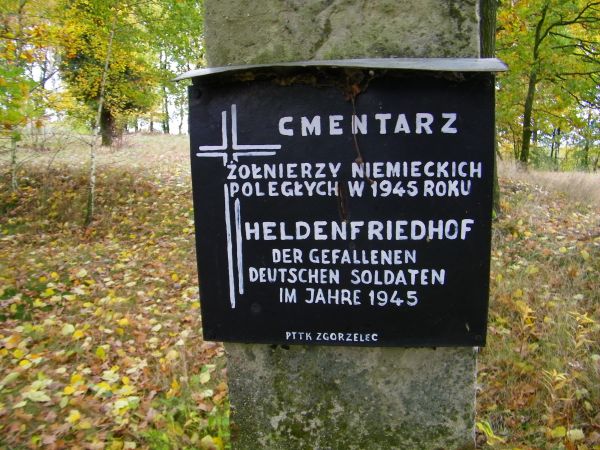 CMENTARZ
ŻOŁNIERZY NIEMIECKICH
POLEGŁYCH W 1945 ROKU
HELDENFRIEDHOF
DER GEFALLENEN
DEUTSCHEN SOLDATEN
IM JAHRE 1945
PTTK ZGORZELEC